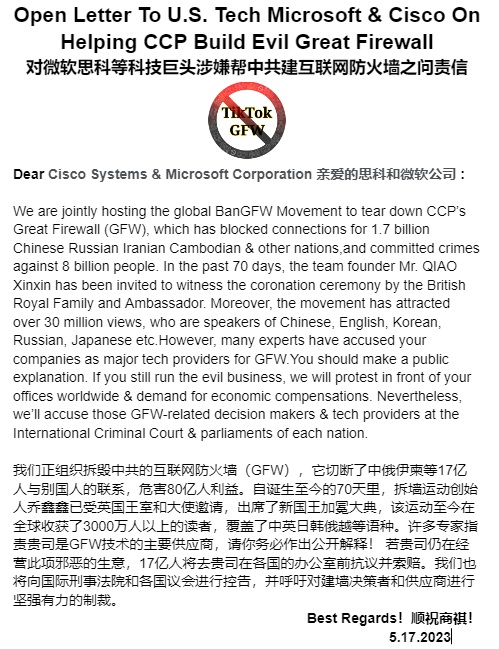 Open Letter To U.S. Tech Microsoft & Cisco On
Helping CCP Build Evil Great Firewall
对微软思科等科技巨头涉嫌帮中共建互联网防火墙之问责信
TikTok
GFW
Dear Cisco Systems & Microsoft Corporation 亲爱的思科和微软公司：
We are jointly hosting the global BanGFW Movement to tear down CCP's
Great Firewall (GFW), which has blocked connections for 1.7 billion
Chinese Russian Iranian Cambodian & other nations,and committed crimes
against 8 billion people. In the past 70 days, the team founder Mr. QIAO
Xinxin has been invited to witness the coronation ceremony by the British
Royal Family and Ambassador. Moreover, the movement has attracted
over 30 million views, who are speakers of Chinese, English, Korean,
Russian, Japanese etc.However, many experts have accused your
companies as major tech providers for GFW.You should make a public
explanation. If you still run the evil business, we will protest in front of your
offices worldwide & demand for economic compensations. Nevertheless,
we'll accuse those GFW-related decision makers & tech providers at the
International Criminal Court & parliaments of each nation.
我们正组织拆毁中共的互联网防火墙（GFW），它切断了中俄伊柬等17亿
人与别国人的联系，危害80亿人利益。自诞生至今的70天里，拆墙运动创始
人乔鑫鑫已受英国王室和大使邀请，出席了新国王加冕大典，该运动至今在
全球收获了3000万人以上的读者，覆盖了中英日韩俄越等语种。许多专家指
责贵司是GFW技术的主要供应商，请你务必作出公开解释！ 若贵司仍在经
营此项邪恶的生意，17亿人将去贵司在各国的办公室前抗议并索赔。我们也
将向国际刑事法院和各国议会进行控告，并呼吁对建墙决策者和供应商进行
坚强有力的制裁。
Best Regards！顺祝商祺！
5.17.2023